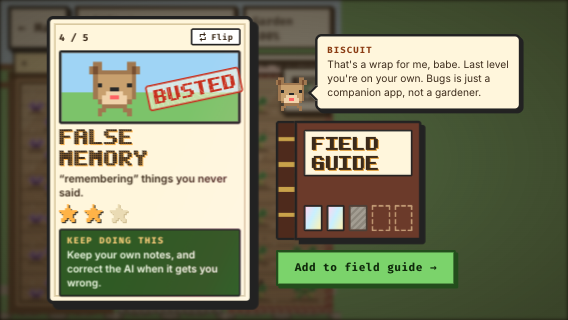 4 / 5
Flip
BUSTED
FALSE
MEMORY
"remembering" things you never
said.
KEEP DOING THIS
Keep your own notes, and
correct the AI when it gets you
wrong.
BISCUIT
That's a wrap for me, babe. Last level
you're on your own. Bugs is just a
companion app, not a gardener.
FIELD
GUIDE
Add to field guide →